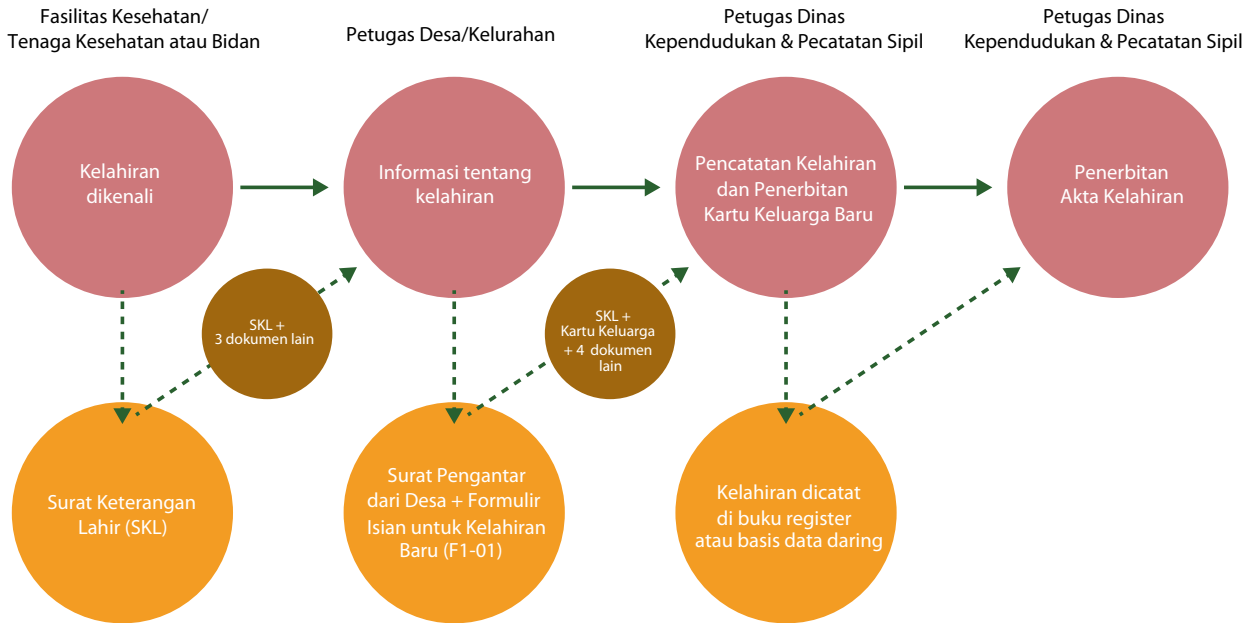 Fasilitas Kesehatan/
Tenaga Kesehatan atau Bidan
Petugas Desa/Kelurahan
Petugas Dinas
Kependudukan & Pecatatan Sipil
Petugas Dinas
Kependudukan & Pecatatan Sipil
Kelahiran
dikenali
Informasi tentang
kelahiran
Pencatatan Kelahiran
dan Penerbitan
Kartu Keluarga Baru
Penerbitan
Akta Kelahiran
SKL +
3 dokumen lain
SKL +
Kartu Keluarga
+ 4 dokumen
lain
Surat Keterangan
Lahir (SKL)
Surat Pengantar
dari Desa + Formulir
Isian untuk Kelahiran
Baru (F1-01)
Kelahiran dicatat
di buku register
atau basis data daring